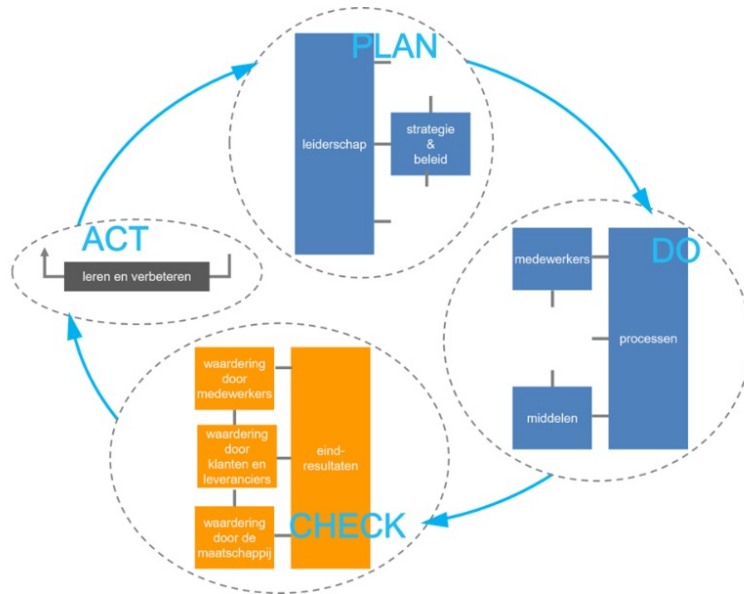 PLAN
leiderschap
strategie
&
beleid
ACT
leren en verbeteren
DO
medewerkers
processen
middelen
waardering
door
medewerkers
waardering
door
klanten en
leveranciers
eind-
resultaten
waardering
door de
maatschappij
CHECK